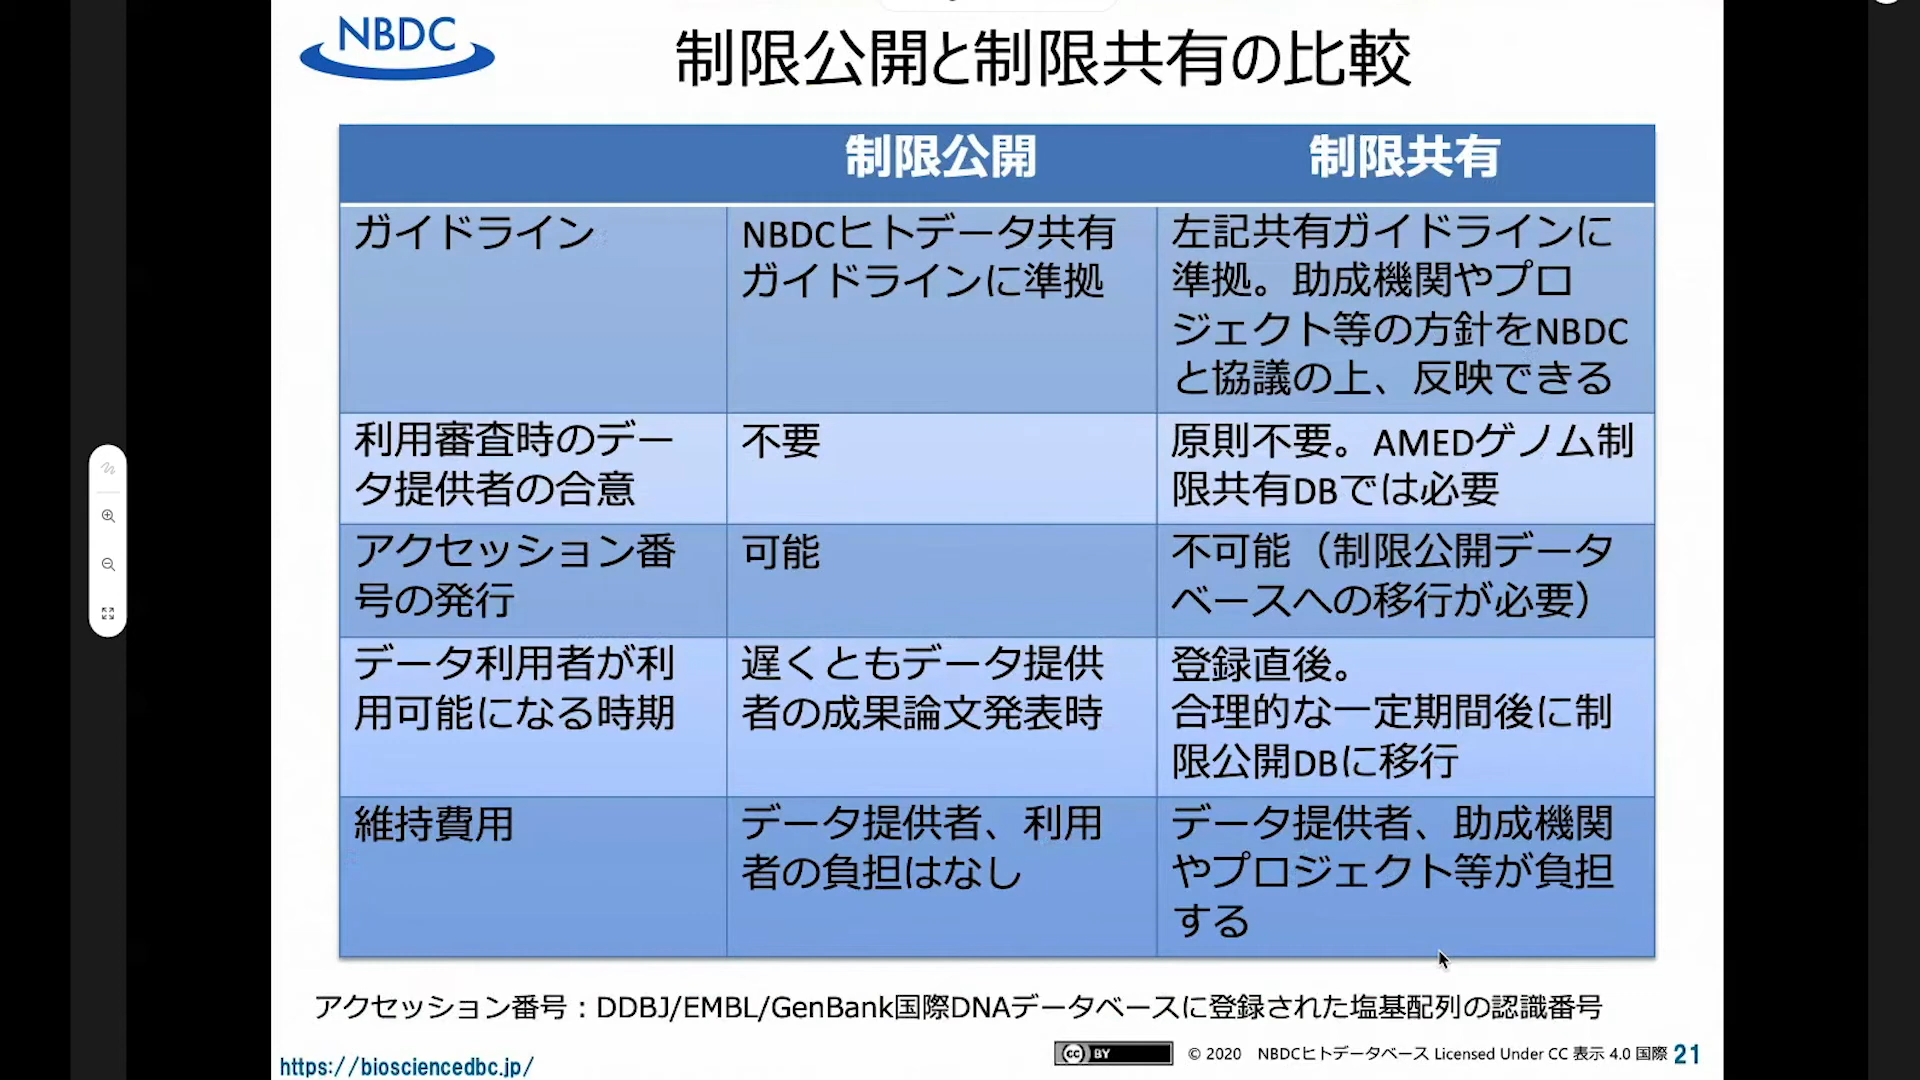 NBDC
制限公開と制限共有の比較
制限公開
制限共有
ガイドライン
NBDCヒトデータ共有
ガイドラインに準拠
左記共有ガイドラインに
準拠。助成機関やプロ
ジェクト等の方針をNBDC
と協議の上、反映できる
利用審査時のデー
タ提供者の合意
不要
原則不要。AMEDゲノム制
限共有DBでは必要
アクセッション番
号の発行
可能
不可能（制限公開データ
ベースへの移行が必要）
データ利用者が利
用可能になる時期
遅くともデータ提供
者の成果論文発表時
登録直後。
合理的な一定期間後に制
限公開DBに移行
維持費用
データ提供者、利用
者の負担はなし
データ提供者、助成機関
やプロジェクト等が負担
する
アクセッション番号：DDBJ/EMBL/GenBank国際DNAデータベースに登録された塩基配列の認識番号
https://biosciencedbc.jp/
cc BY
© 2020 NBDCヒトデータベース Licensed Under CC 表示 4.0 国際 21